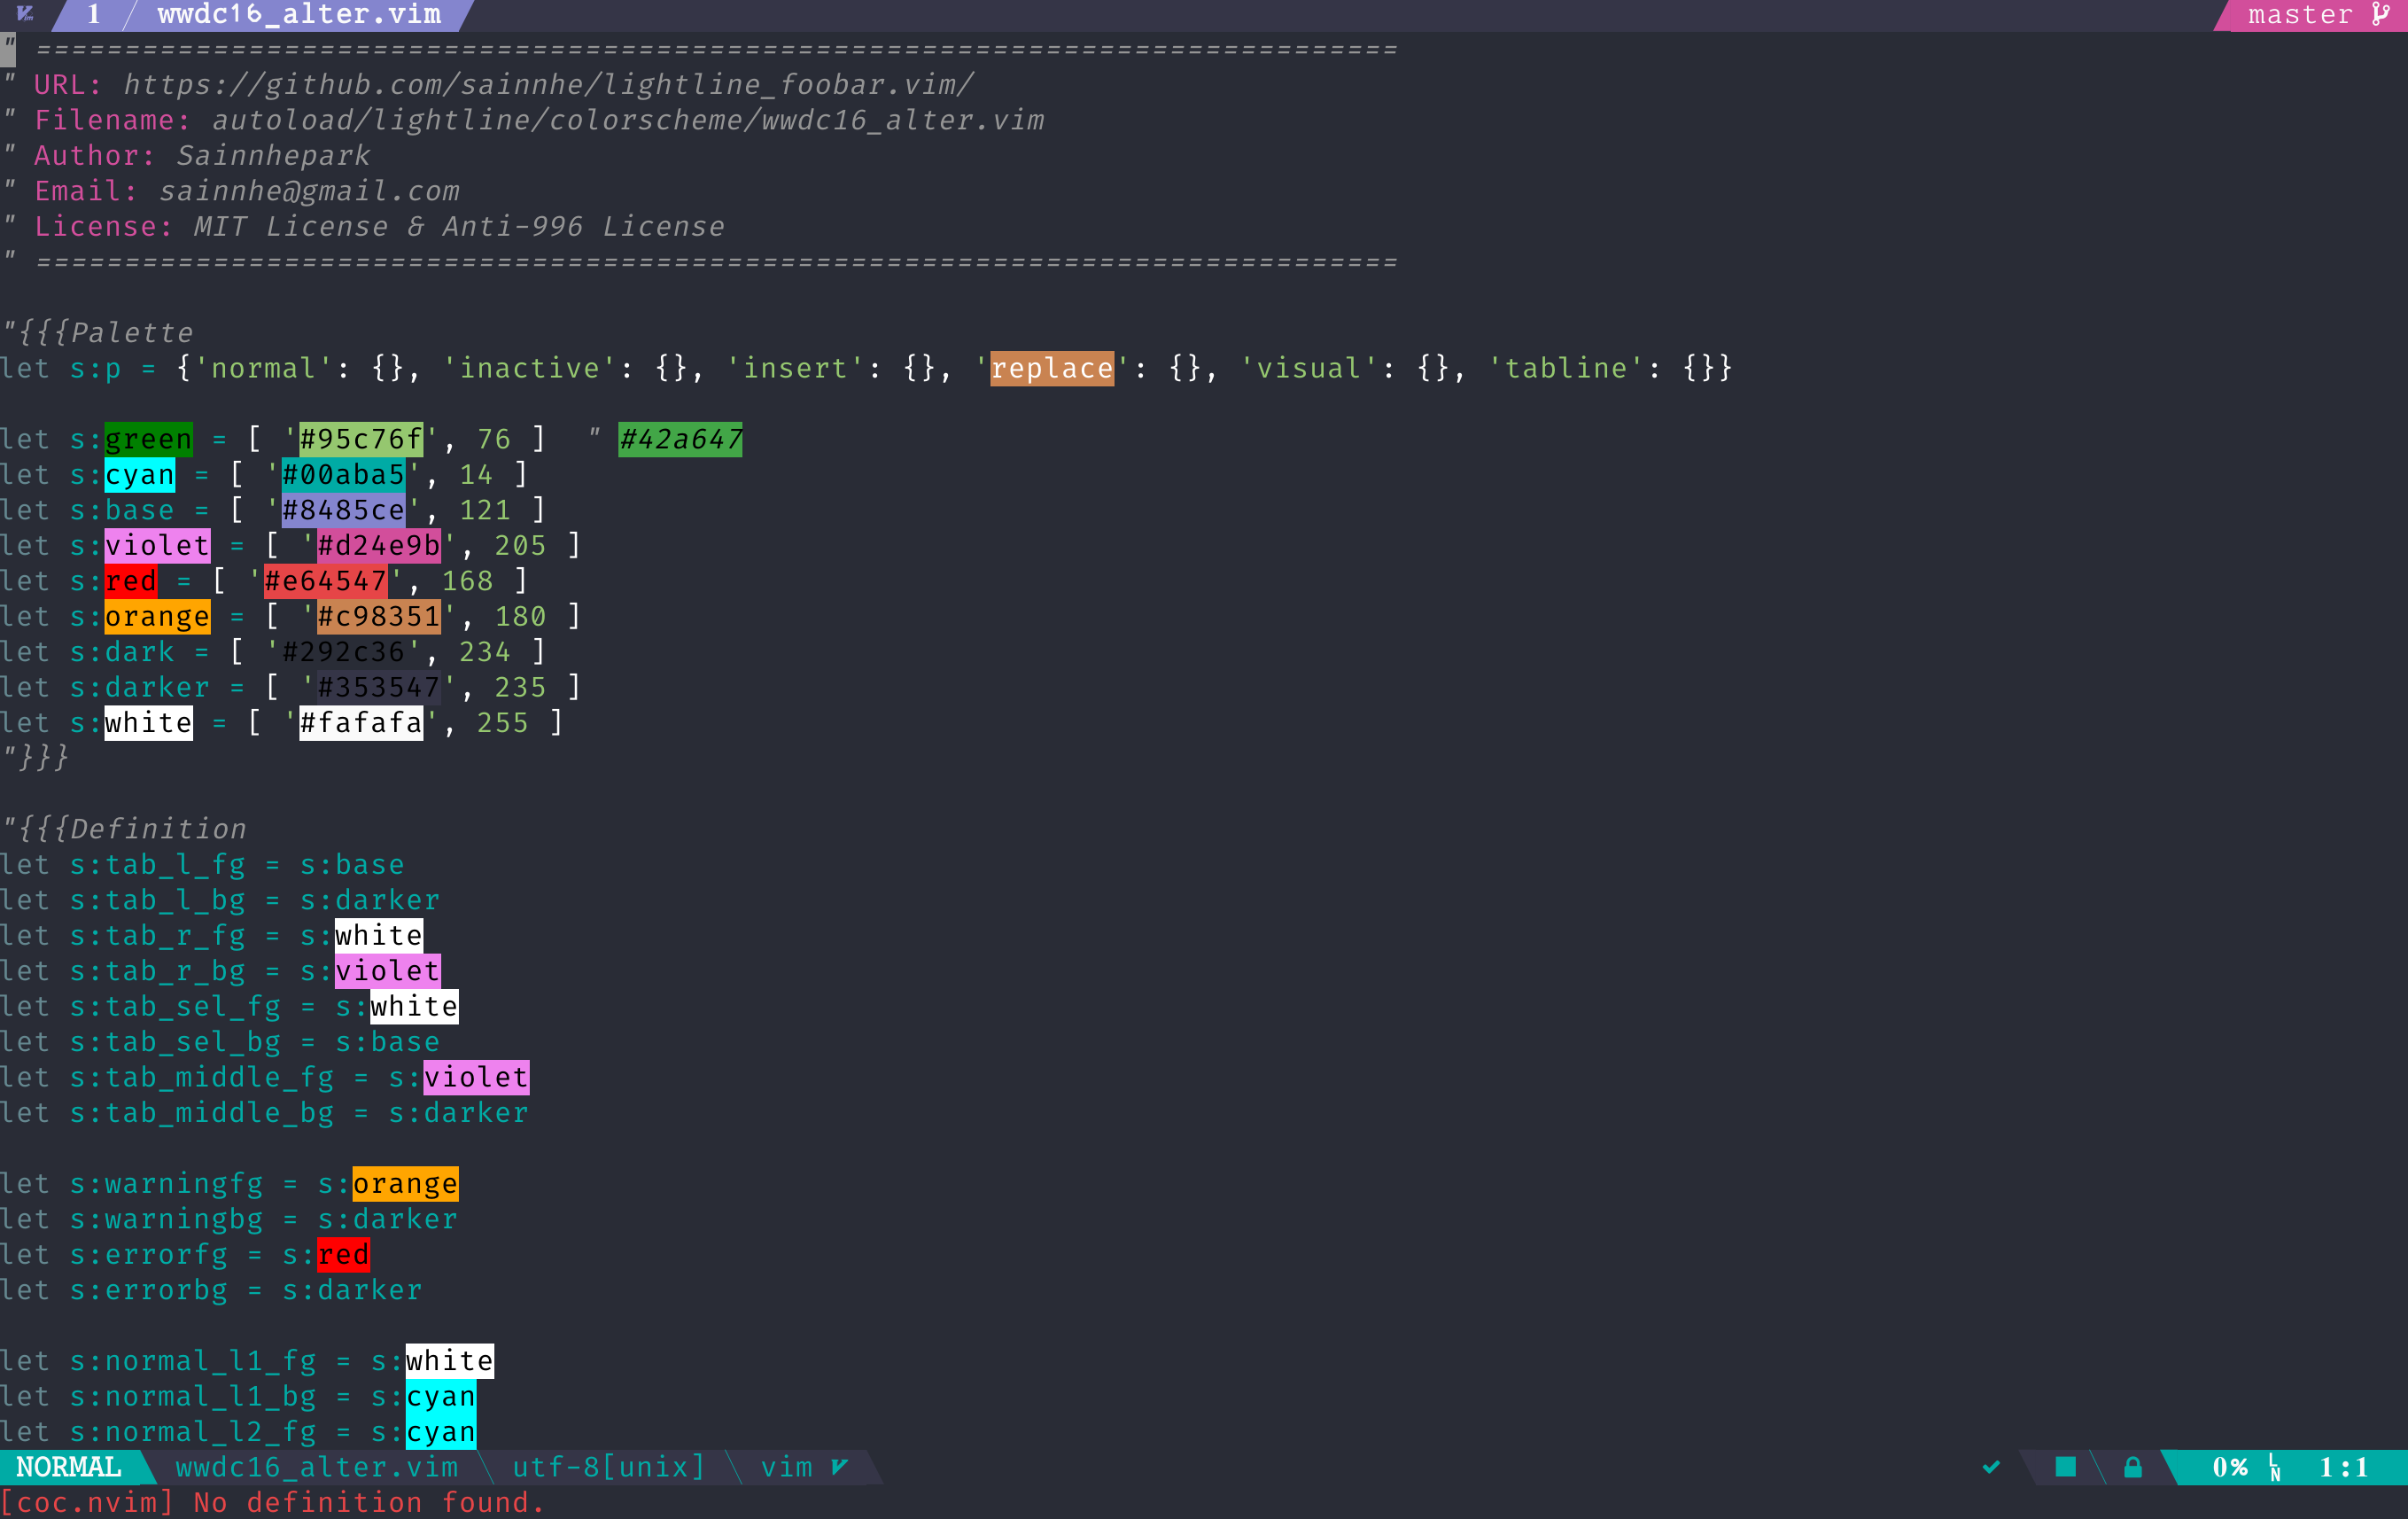 1 wwdc16_alter.vim master
" =============================================================================
" URL: https://github.com/sainnhe/lightline_foobar.vim/
" Filename: autoload/lightline/colorscheme/wwdc16_alter.vim
" Author: Sainnhepark
" Email: sainnhe@gmail.com
" License: MIT License & Anti-996 License
" =============================================================================

"{{{Palette
let s:p = {'normal': {}, 'inactive': {}, 'insert': {}, 'replace': {}, 'visual': {}, 'tabline': {}}

let s:green = [ '#95c76f', 76 ]  " #42a647
let s:cyan = [ '#00aba5', 14 ]
let s:base = [ '#8485ce', 121 ]
let s:violet = [ '#d24e9b', 205 ]
let s:red = [ '#e64547', 168 ]
let s:orange = [ '#c98351', 180 ]
let s:dark = [ '#292c36', 234 ]
let s:darker = [ '#353547', 235 ]
let s:white = [ '#fafafa', 255 ]
"}}}

"{{{Definition
let s:tab_l_fg = s:base
let s:tab_l_bg = s:darker
let s:tab_r_fg = s:white
let s:tab_r_bg = s:violet
let s:tab_sel_fg = s:white
let s:tab_sel_bg = s:base
let s:tab_middle_fg = s:violet
let s:tab_middle_bg = s:darker

let s:warningfg = s:orange
let s:warningbg = s:darker
let s:errorfg = s:red
let s:errorbg = s:darker

let s:normal_l1_fg = s:white
let s:normal_l1_bg = s:cyan
let s:normal_l2_fg = s:cyan
NORMAL wwdc16_alter.vim utf-8[unix] vim 0% LN 1:1
[coc.nvim] No definition found.